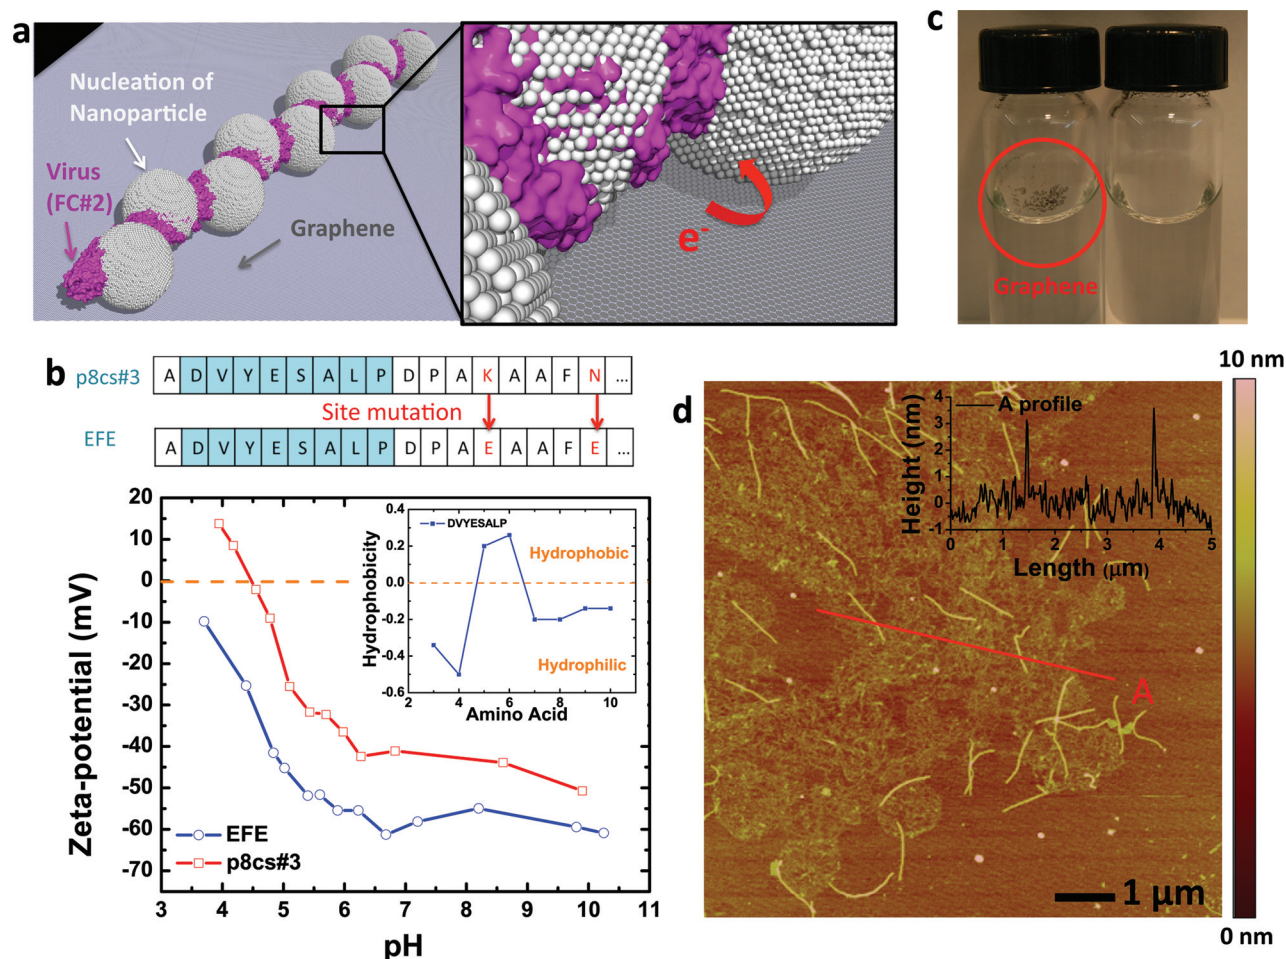 a
Nucleation of
Nanoparticle
Virus
(FC#2)
Graphene
e-
c
Graphene
b
p8cs#3
A D V Y E S A L P D P A K A A F N ...
Site mutation
EFE
A D V Y E S A L P D P A E A A F E ...
Zeta-potential (mV)
20
10
0
-10
-20
-30
-40
-50
-60
-70
3 4 5 6 7 8 9 10 11
pH
EFE
p8cs#3
Hydrophobicity
0.4
0.2
0.0
-0.2
-0.4
-0.6
DVYESALP
Hydrophobic
Hydrophilic
2 4 6 8 10
Amino Acid
d
Height (nm)
4
3
2
1
0
-1
A profile
0 1 2 3 4 5
Length (μm)
A
1 μm
10 nm
0 nm